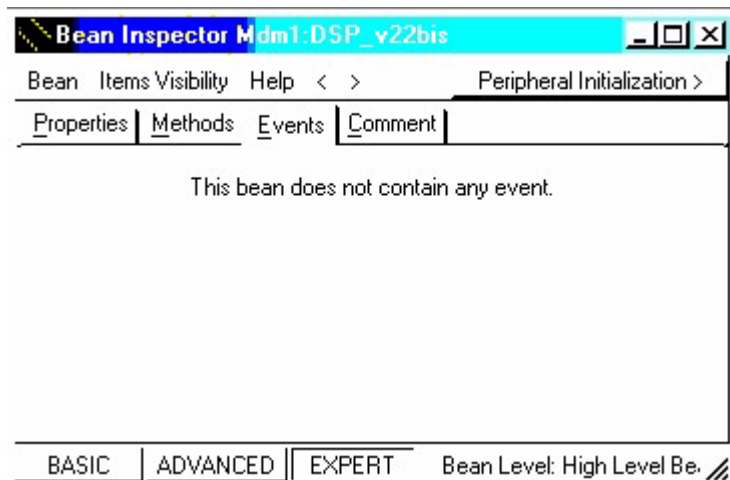 Bean Inspector Mdm1:DSP_v22bis
Bean Items Visibility Help < > Peripheral Initialization >
Properties Methods Events Comment
This bean does not contain any event.
BASIC ADVANCED EXPERT Bean Level: High Level Be